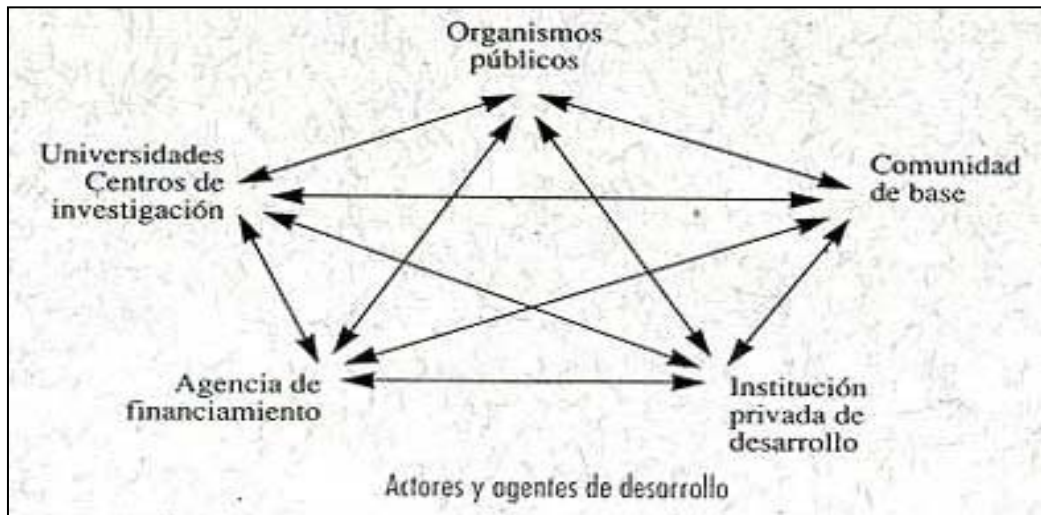 Organismos
públicos
Universidades
Centros de
investigación
Comunidad
de base
Agencia de
financiamiento
Institución
privada de
desarrollo
Actores y agentes de desarrollo